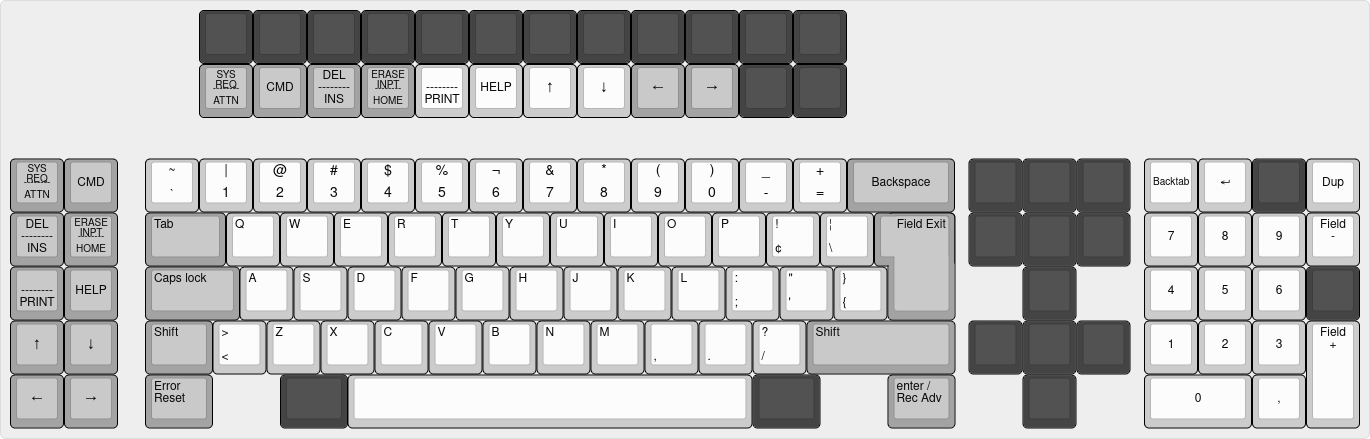 SYS
REQ
--------
ATTN
CMD
DEL
--------
INS
ERASE
INPT
--------
HOME
--------
PRINT
HELP
↑
↓
←
→
SYS
REQ
--------
ATTN
CMD
~
`
|
1
@
2
#
3
$
4
%
5
¬
6
&
7
*
8
(
9
)
0
_
-
+
=
Backspace
Backtab
↩
Dup
DEL
--------
INS
ERASE
INPT
--------
HOME
Tab
Q
W
E
R
T
Y
U
I
O
P
!
¢
¦
\
Field Exit
7
8
9
Field
-
--------
PRINT
HELP
Caps lock
A
S
D
F
G
H
J
K
L
:
;
"
'
}
{
4
5
6
↑
↓
Shift
>
<
Z
X
C
V
B
N
M
,
.
?
/
Shift
1
2
3
Field
+
←
→
Error
Reset
enter /
Rec Adv
0
,